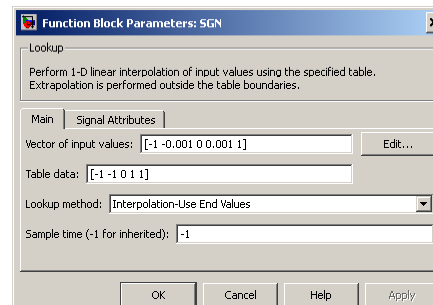 Function Block Parameters: SGN
Lookup
Perform 1-D linear interpolation of input values using the specified table.
Extrapolation is performed outside the table boundaries.
Main
Signal Attributes
Vector of input values: [-1 -0.001 0 0.001 1]
Edit...
Table data: [-1 -1 0 1 1]
Lookup method: Interpolation-Use End Values
Sample time (-1 for inherited): -1
OK
Cancel
Help
Apply